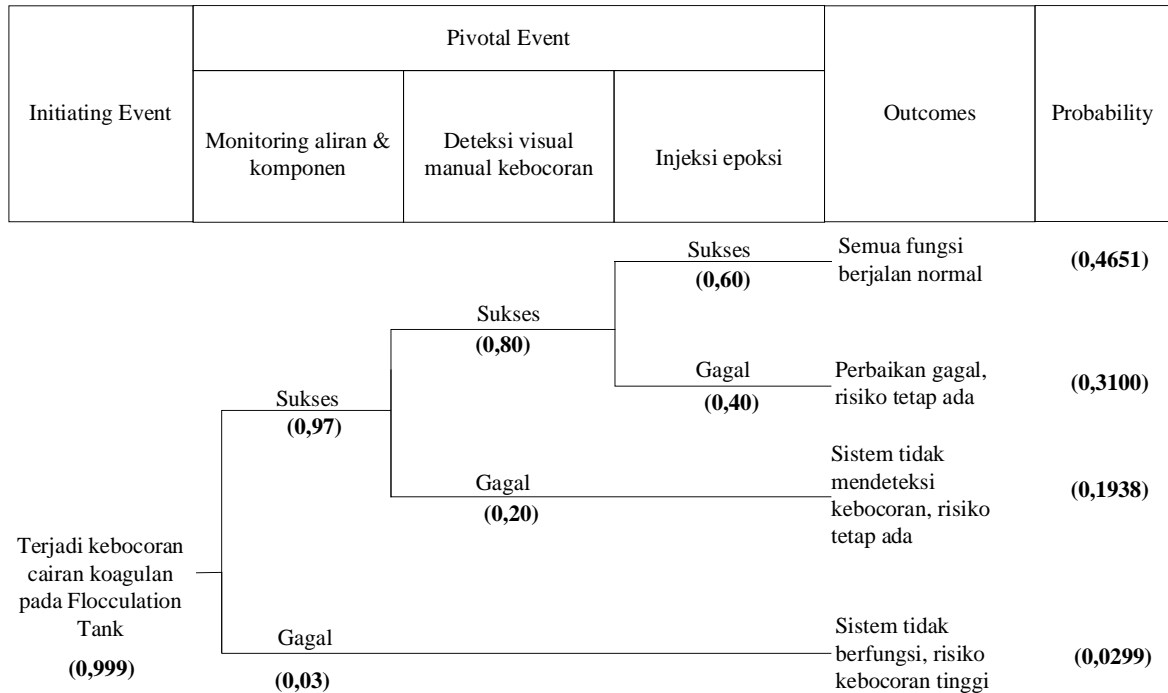 Pivotal Event
Initiating Event
Outcomes
Probability
Monitoring aliran &
komponen
Deteksi visual
manual kebocoran
Injeksi epoksi
Sukses
(0,60)
Semua fungsi
berjalan normal
(0,4651)
Sukses
(0,80)
Gagal
(0,40)
Perbaikan gagal,
risiko tetap ada
(0,3100)
Sukses
(0,97)
Gagal
(0,20)
Sistem tidak
mendeteksi
kebocoran, risiko
tetap ada
(0,1938)
Terjadi kebocoran
cairan koagulan
pada Flocculation
Tank
(0,999)
Gagal
(0,03)
Sistem tidak
berfungsi, risiko
kebocoran tinggi
(0,0299)